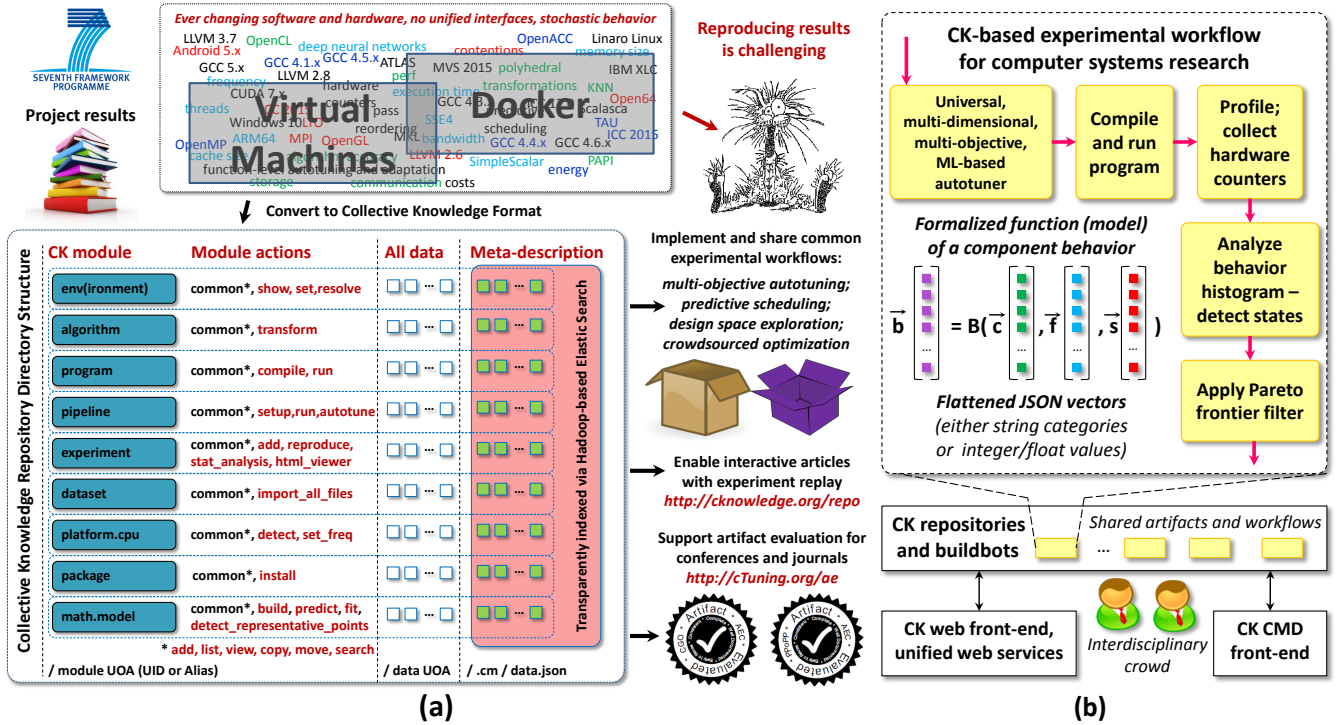 SEVENTH FRAMEWORK
PROGRAMME
Project results
Ever changing software and hardware, no unified interfaces, stochastic behavior
LLVM 3.7
OpenCL
OpenACC
Linaro Linux
Android 5.x
deep neural networks
contentions
memory size
GCC 5.x
GCC 4.1.x
GCC 4.5.x
ATLAS
MVS 2015
polyhedral
IBM XLC
frequency
LLVM 2.8
perf
transformations
KNN
CUDA 7.x
hardware
counters
execution time
Open64
threads
pass
GCC 4.3
Scalasca
Virtual
Machines
Docker
Windows 10
LTO
reordering
SSE4
scheduling
TAU
OpenMP
ARM64
MPI
OpenGL
MKL
bandwidth
GCC 4.4.x
GCC 4.6.x
ICC 2015
cache size
LLVM 2.6
SimpleScalar
PAPI
function-level autotuning and adaptation
energy
storage
communication
costs
Reproducing results
is challenging
Convert to Collective Knowledge Format
Collective Knowledge Repository Directory Structure
CK module
Module actions
All data
Meta-description
env(ironment)
common*, show, set,resolve
...
...
algorithm
common*, transform
...
...
program
common*, compile, run
...
...
pipeline
common*, setup,run,autotune
...
...
experiment
common*, add, reproduce,
stat_analysis, html_viewer
...
...
dataset
common*, import_all_files
...
...
platform.cpu
common*, detect, set_freq
...
...
package
common*, install
...
...
math.model
common*, build, predict, fit,
detect_representative_points
...
...
* add, list, view, copy, move, search
/ module UOA (UID or Alias)
/ data UOA
/ .cm / data.json
Transparently indexed via Hadoop-based Elastic Search
Implement and share common
experimental workflows:
multi-objective autotuning;
predictive scheduling;
design space exploration;
crowdsourced optimization
Enable interactive articles
with experiment replay
http://cknowledge.org/repo
Support artifact evaluation for
conferences and journals
http://cTuning.org/ae
Artifact
Evaluated
CGO
AEC
Artifact
Evaluated
PPoPP
AEC
(a)
CK-based experimental workflow
for computer systems research
Universal,
multi-dimensional,
multi-objective,
ML-based
autotuner
Compile
and run
program
Profile;
collect
hardware
counters
Formalized function (model)
of a component behavior
b
...
= B(
c
...
,
f
...
,
s
...
)
Flattened JSON vectors
(either string categories
or integer/float values)
Analyze
behavior
histogram –
detect states
Apply Pareto
frontier filter
CK repositories
and buildbots
Shared artifacts and workflows
...
CK web front-end,
unified web services
Interdisciplinary
crowd
CK CMD
front-end
(b)